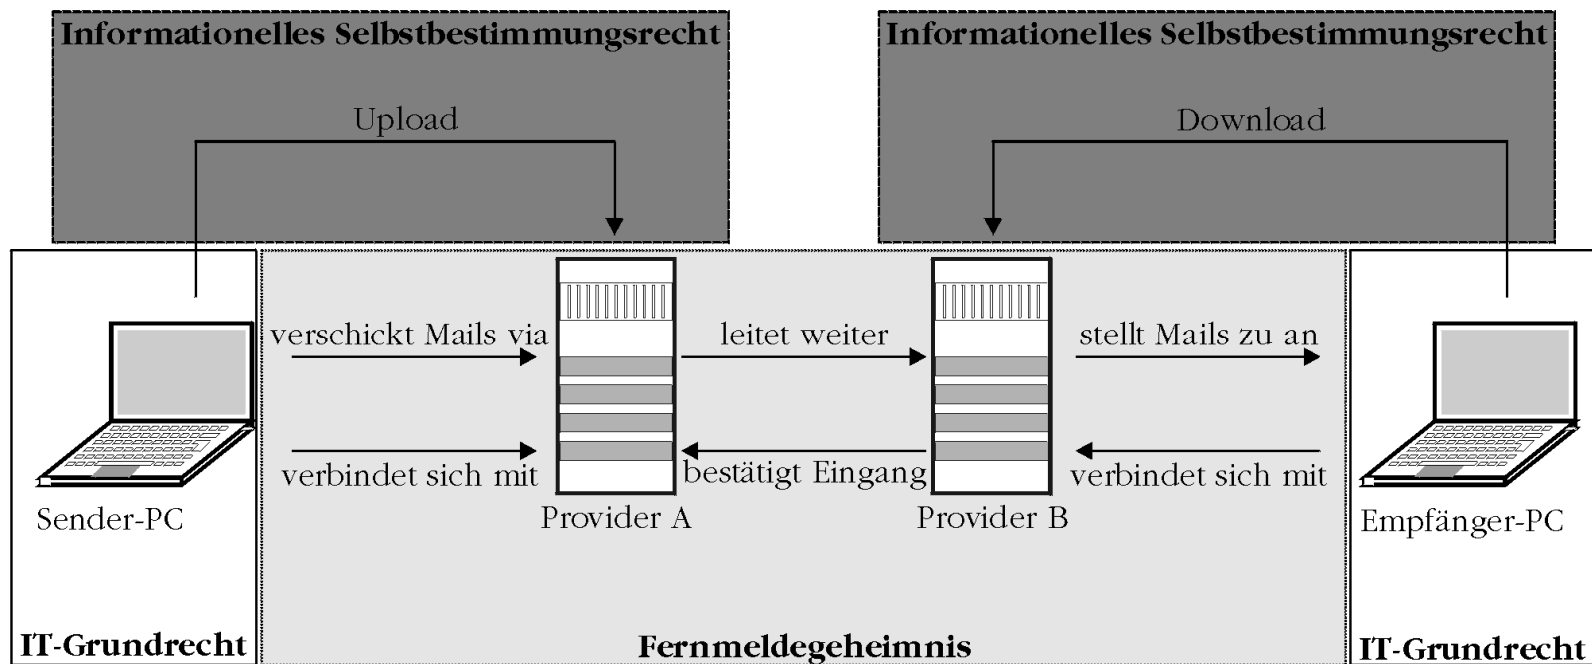 Informationelles Selbstbestimmungsrecht
Informationelles Selbstbestimmungsrecht
Upload
Download
verschickt Mails via
leitet weiter
stellt Mails zu an
verbindet sich mit
bestätigt Eingang
verbindet sich mit
Sender-PC
Provider A
Provider B
Empfänger-PC
IT-Grundrecht
Fernmeldegeheimnis
IT-Grundrecht